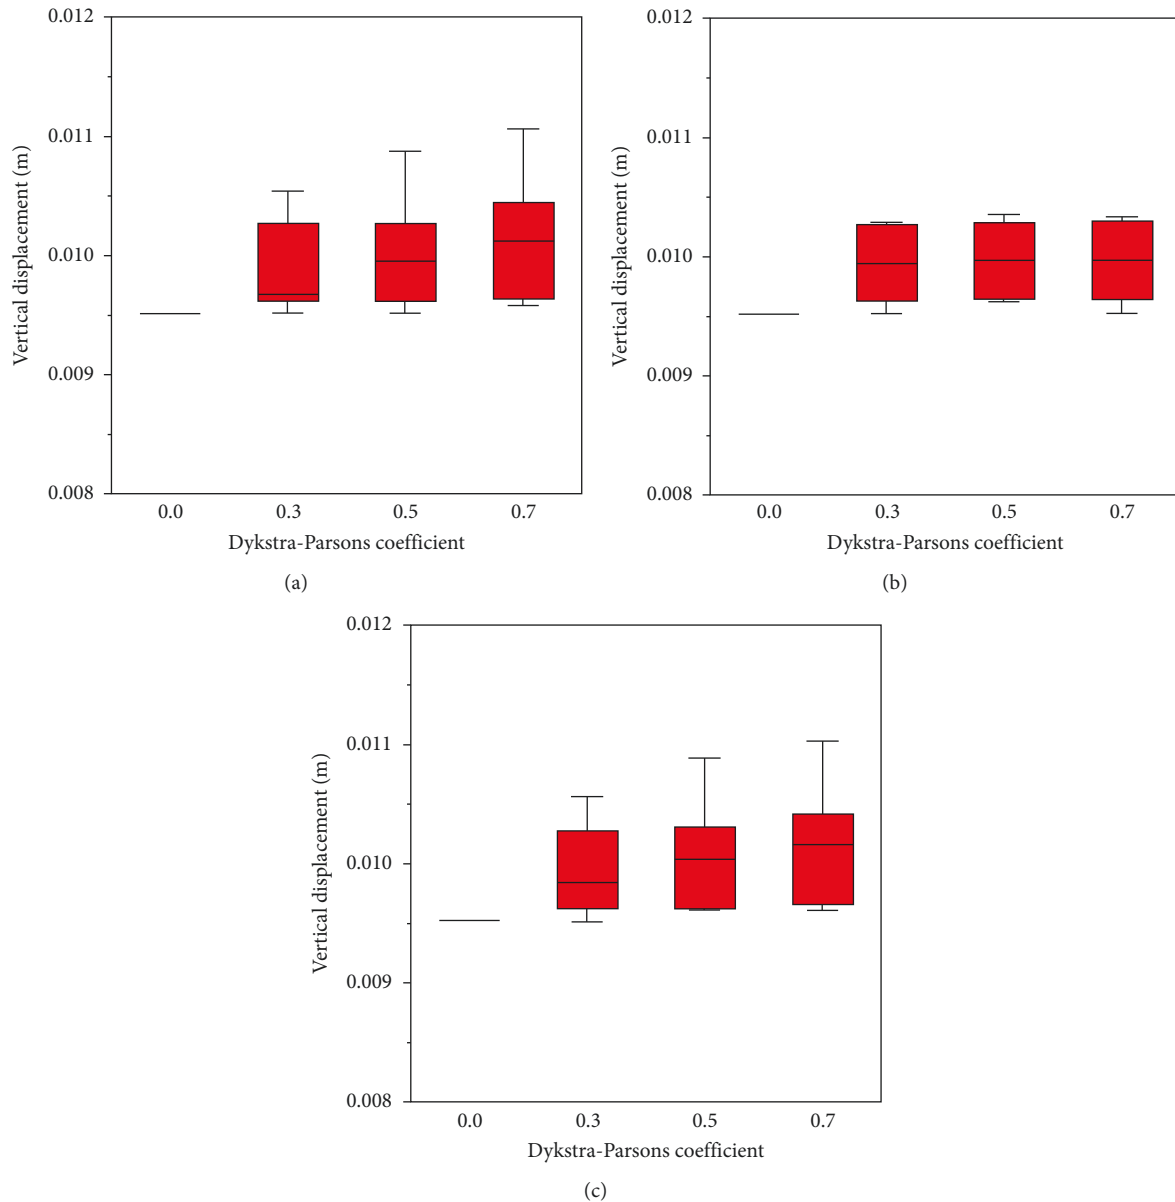 0.012
0.011
0.010
0.009
0.008
Vertical displacement (m)
0.0 0.3 0.5 0.7
Dykstra-Parsons coefficient
(a)
0.012
0.011
0.010
0.009
0.008
Vertical displacement (m)
0.0 0.3 0.5 0.7
Dykstra-Parsons coefficient
(b)
0.012
0.011
0.010
0.009
0.008
Vertical displacement (m)
0.0 0.3 0.5 0.7
Dykstra-Parsons coefficient
(c)